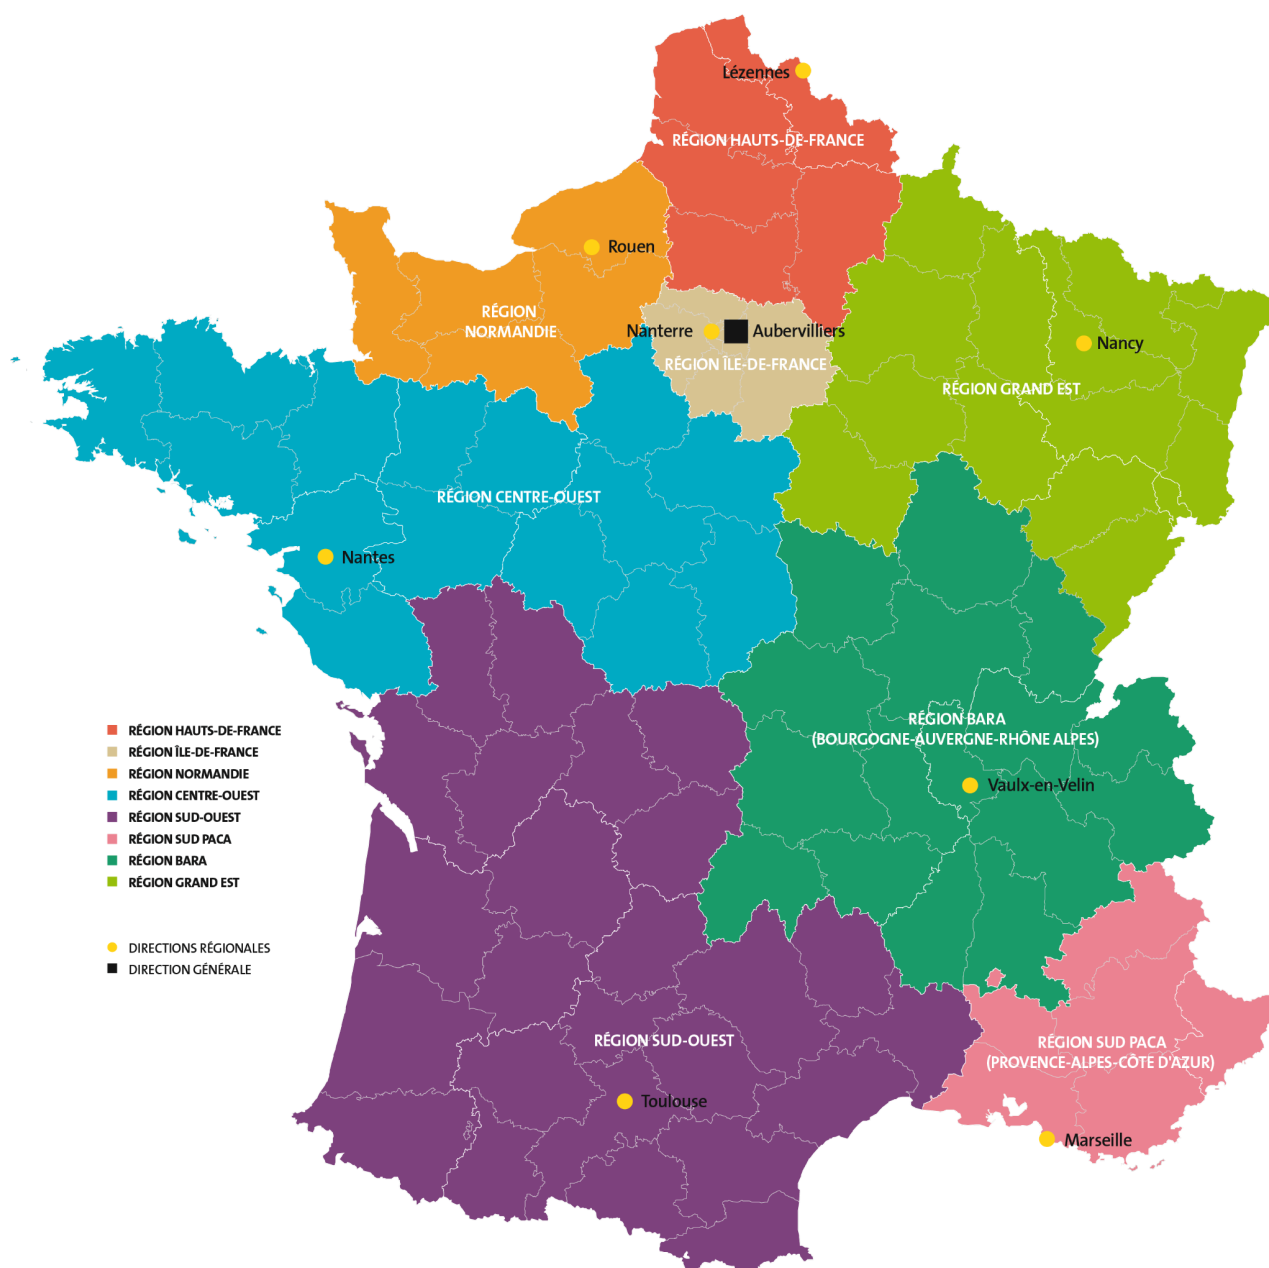 Lézennes
RÉGION HAUTS-DE-FRANCE
Rouen
RÉGION
NORMANDIE
Nanterre
Aubervilliers
RÉGION ÎLE-DE-FRANCE
Nancy
RÉGION GRAND EST
RÉGION CENTRE-OUEST
Nantes
RÉGION BARA
(BOURGOGNE-AUVERGNE-RHÔNE ALPES)
Vaulx-en-Velin
RÉGION HAUTS-DE-FRANCE
RÉGION ÎLE-DE-FRANCE
RÉGION NORMANDIE
RÉGION CENTRE-OUEST
RÉGION SUD-OUEST
RÉGION SUD PACA
RÉGION BARA
RÉGION GRAND EST
DIRECTIONS RÉGIONALES
DIRECTION GÉNÉRALE
RÉGION SUD-OUEST
Toulouse
RÉGION SUD PACA
(PROVENCE-ALPES-CÔTE D'AZUR)
Marseille